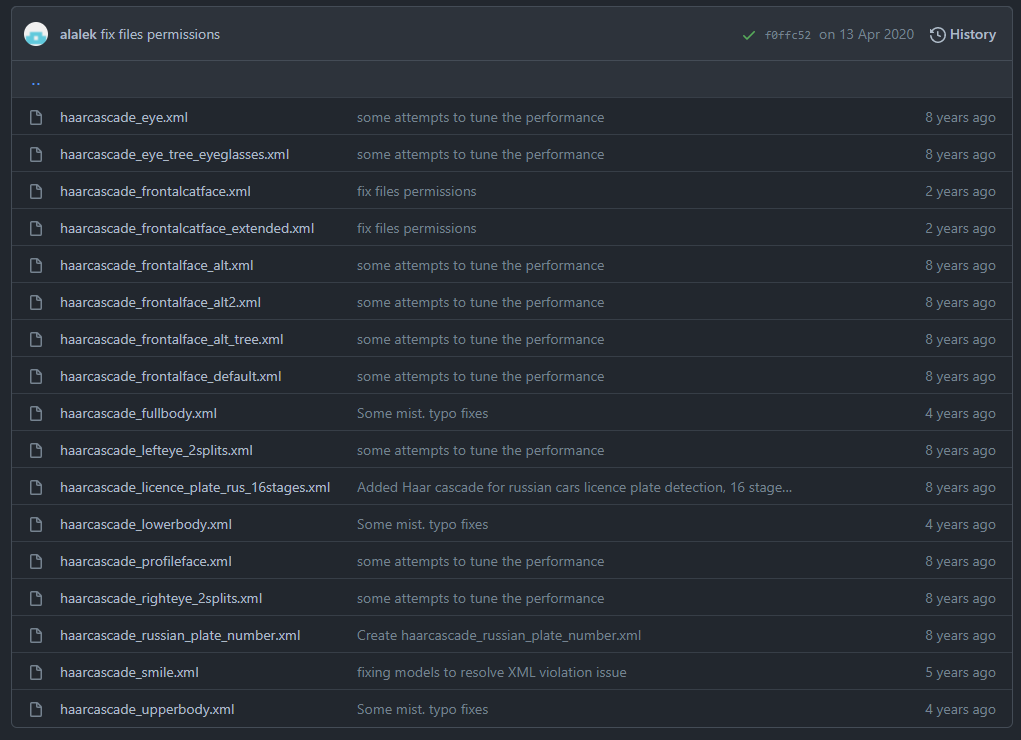 alalek fix files permissions f0ffc52 on 13 Apr 2020 History
..
haarcascade_eye.xml some attempts to tune the performance 8 years ago
haarcascade_eye_tree_eyeglasses.xml some attempts to tune the performance 8 years ago
haarcascade_frontalcatface.xml fix files permissions 2 years ago
haarcascade_frontalcatface_extended.xml fix files permissions 2 years ago
haarcascade_frontalface_alt.xml some attempts to tune the performance 8 years ago
haarcascade_frontalface_alt2.xml some attempts to tune the performance 8 years ago
haarcascade_frontalface_alt_tree.xml some attempts to tune the performance 8 years ago
haarcascade_frontalface_default.xml some attempts to tune the performance 8 years ago
haarcascade_fullbody.xml Some mist. typo fixes 4 years ago
haarcascade_lefteye_2splits.xml some attempts to tune the performance 8 years ago
haarcascade_licence_plate_rus_16stages.xml Added Haar cascade for russian cars licence plate detection, 16 stage... 8 years ago
haarcascade_lowerbody.xml Some mist. typo fixes 4 years ago
haarcascade_profileface.xml some attempts to tune the performance 8 years ago
haarcascade_righteye_2splits.xml some attempts to tune the performance 8 years ago
haarcascade_russian_plate_number.xml Create haarcascade_russian_plate_number.xml 8 years ago
haarcascade_smile.xml fixing models to resolve XML violation issue 5 years ago
haarcascade_upperbody.xml Some mist. typo fixes 4 years ago